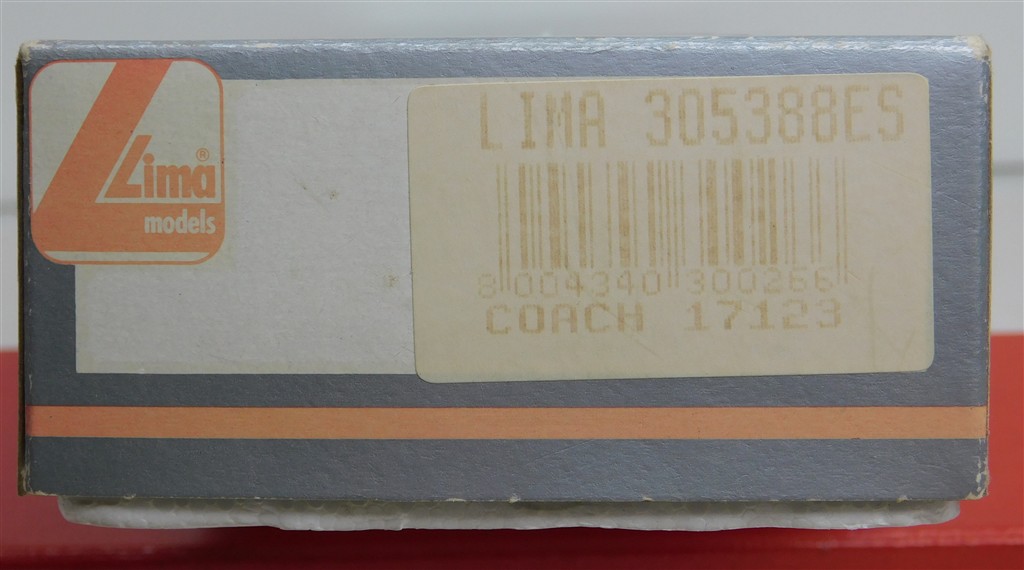 Lima®
models
LIMA 305388ES
8 004340 300266
COACH 17123